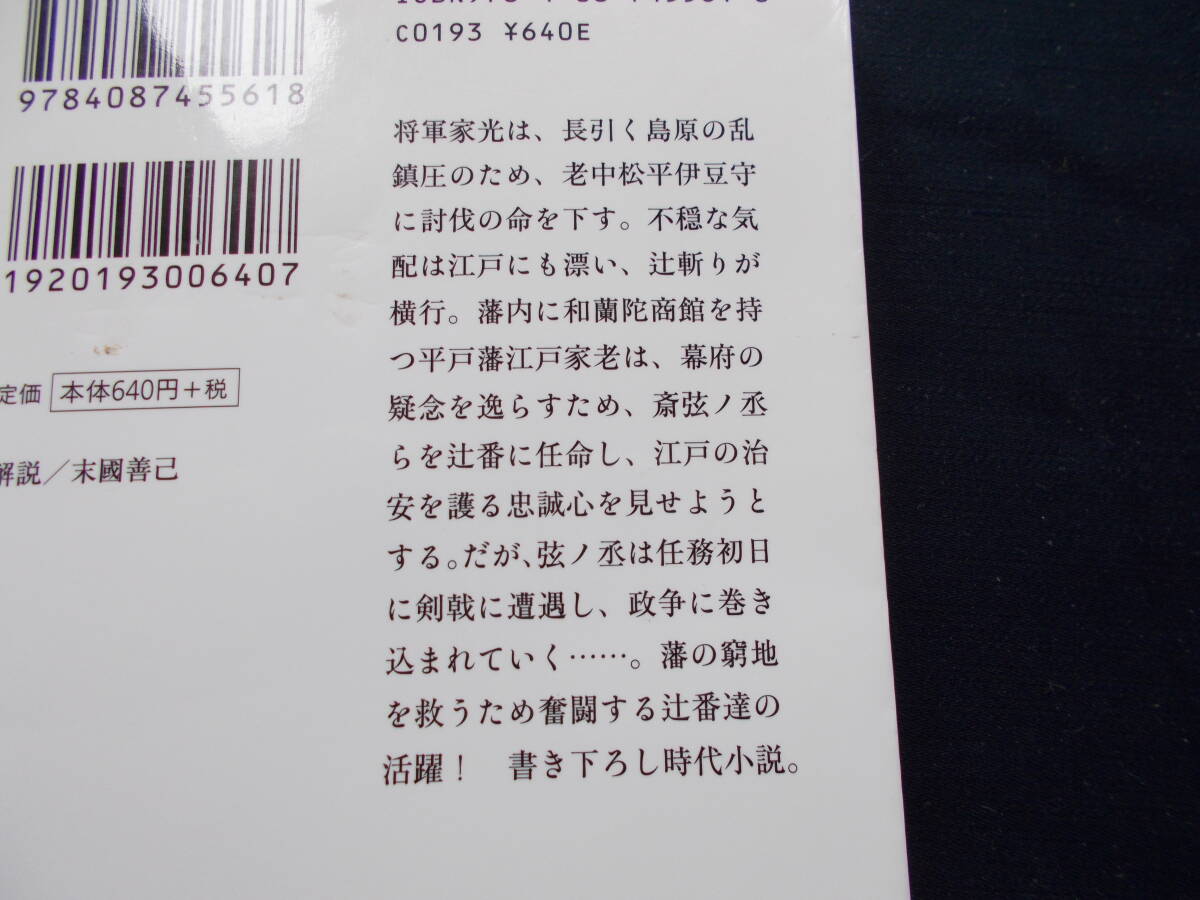 9784087455618
1920193006407
定価 本体640円+税
解説／末國善己
C0193 ¥640E
将軍家光は、長引く島原の乱
鎮圧のため、老中松平伊豆守
に討伐の命を下す。不穏な気
配は江戸にも漂い、辻斬りが
横行。藩内に和蘭陀商館を持
つ平戸藩江戸家老は、幕府の
疑念を逸らすため、斎弦ノ丞
らを辻番に任命し、江戸の治
安を護る忠誠心を見せようと
する。だが、弦ノ丞は任務初日
に剣戟に遭遇し、政争に巻き
込まれていく……。藩の窮地
を救うため奮闘する辻番達の
活躍！　書き下ろし時代小説。